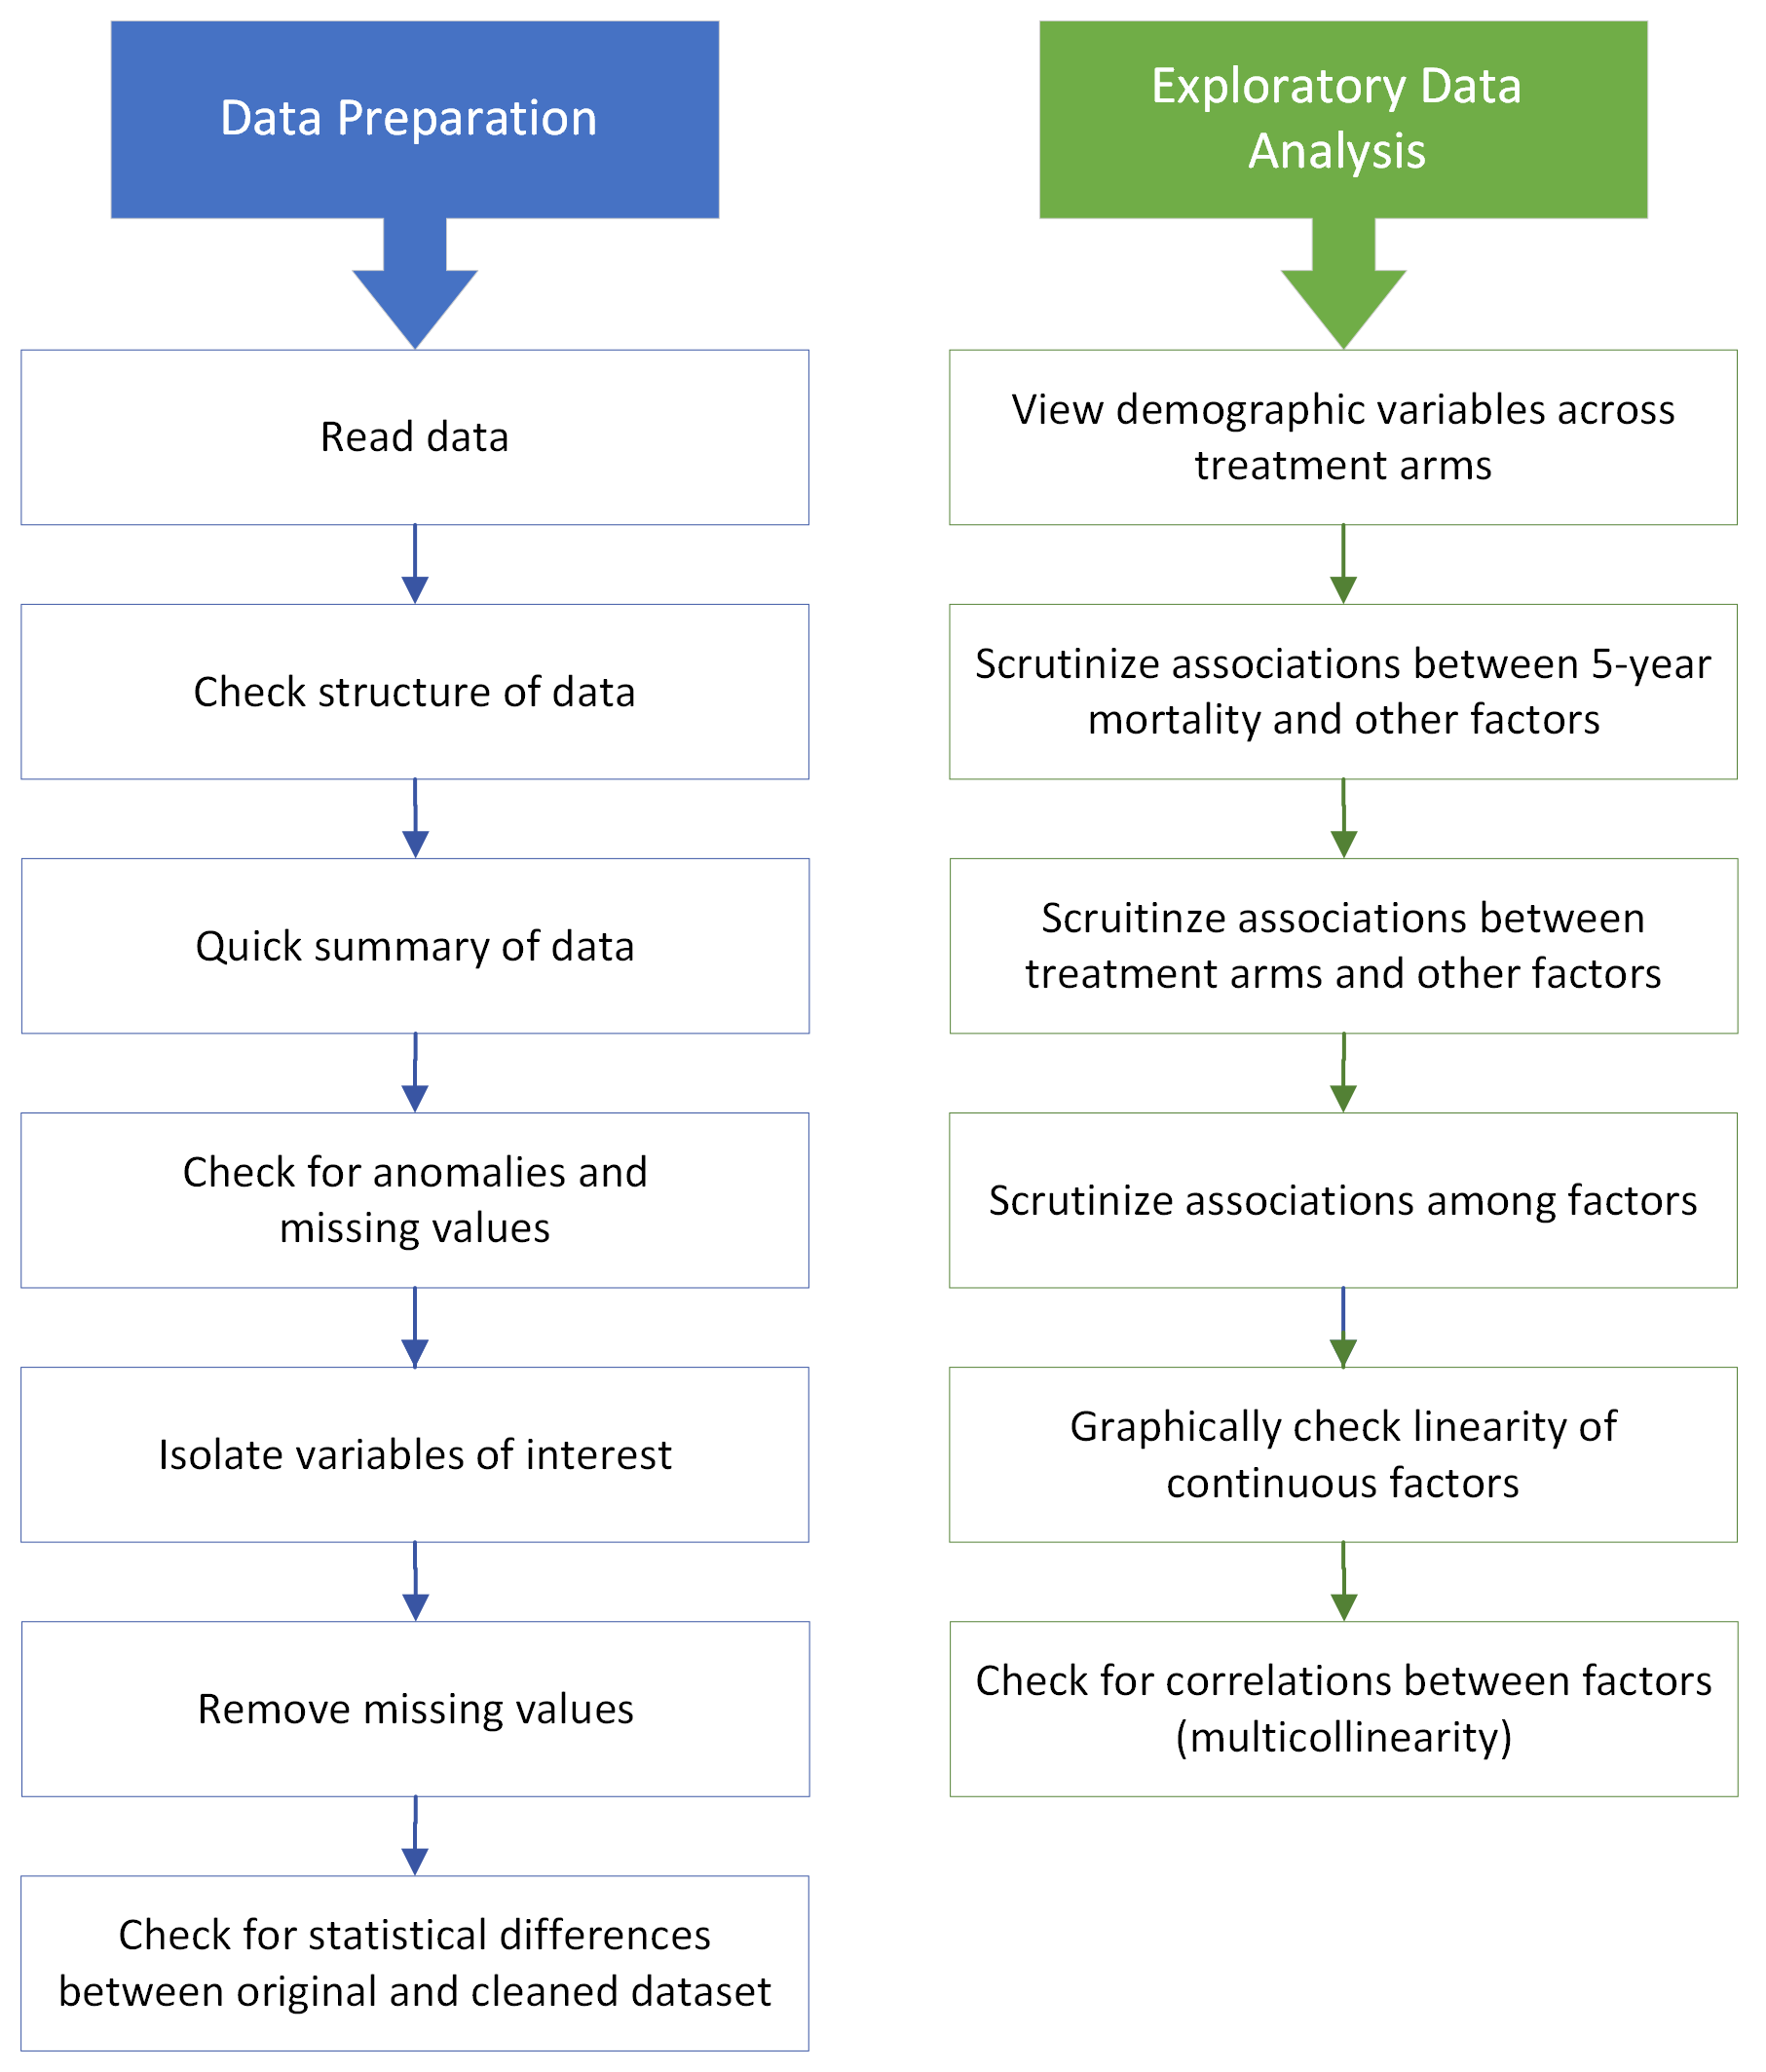 Data Preparation
Read data
Check structure of data
Quick summary of data
Check for anomalies and
missing values
Isolate variables of interest
Remove missing values
Check for statistical differences
between original and cleaned dataset
Exploratory Data
Analysis
View demographic variables across
treatment arms
Scrutinize associations between 5-year
mortality and other factors
Scruitinze associations between
treatment arms and other factors
Scrutinize associations among factors
Graphically check linearity of
continuous factors
Check for correlations between factors
(multicollinearity)